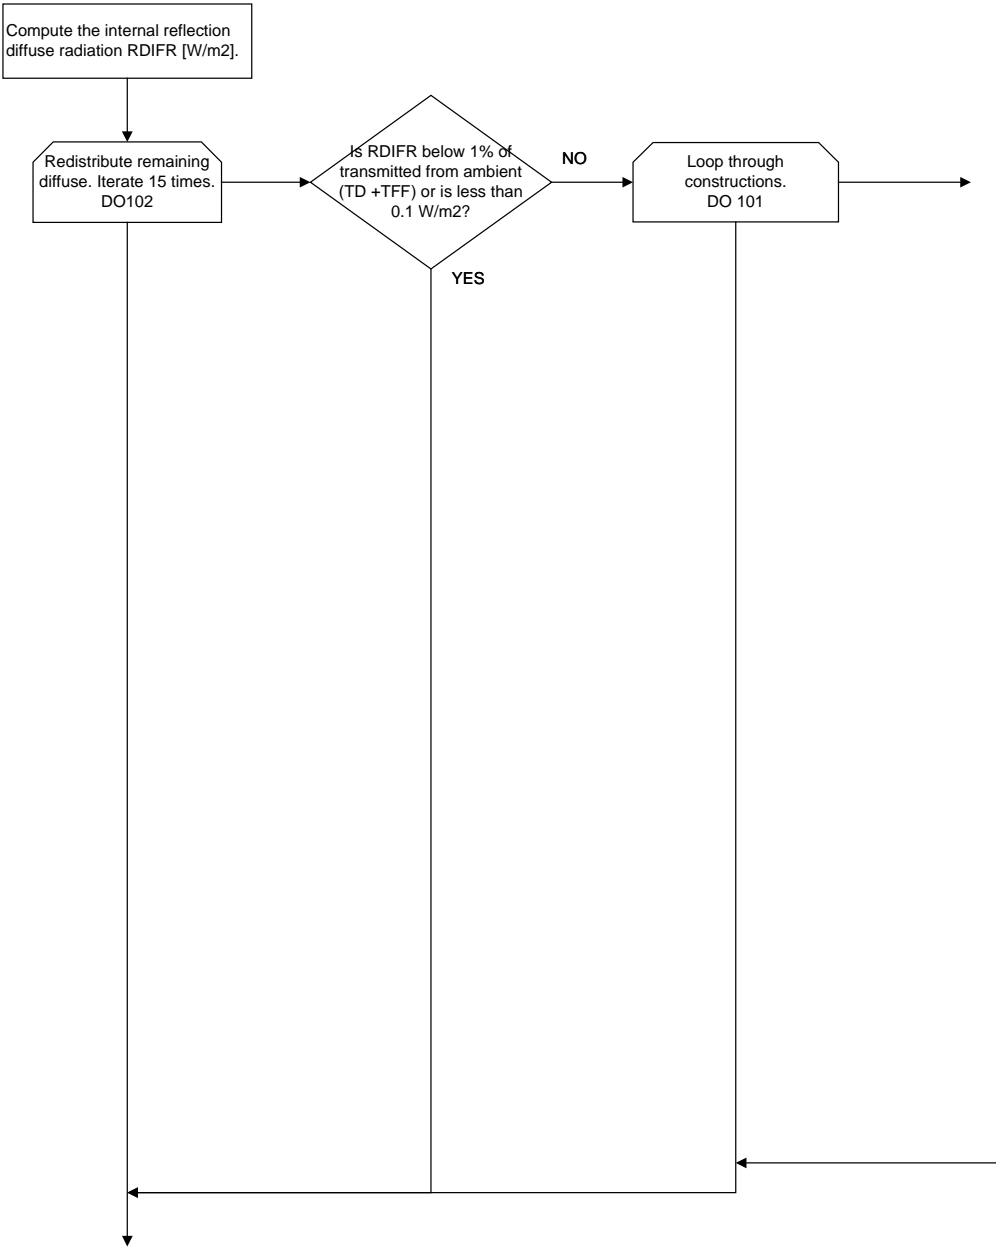 Compute the internal reflection
diffuse radiation RDIFR [W/m2].
Redistribute remaining
diffuse. Iterate 15 times.
DO102
Is RDIFR below 1% of
transmitted from ambient
(TD +TFF) or is less than
0.1 W/m2?
NO
YES
Loop through
constructions.
DO 101